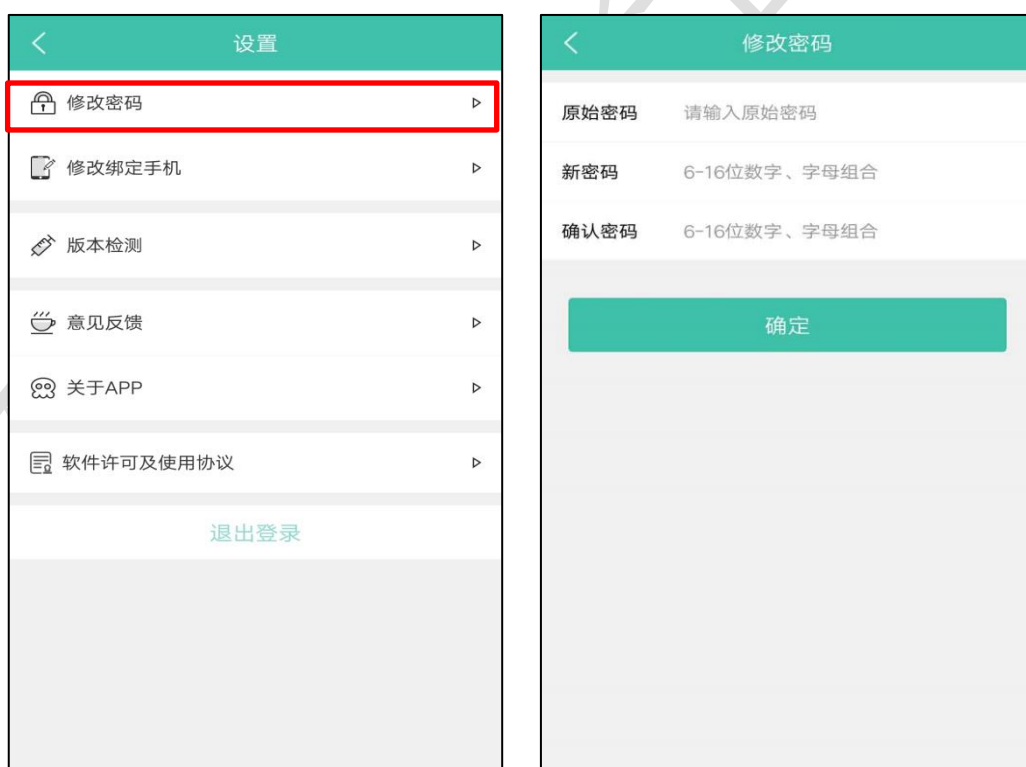 设置
修改密码
修改绑定手机
版本检测
意见反馈
关于APP
软件许可及使用协议
退出登录
修改密码
原始密码 请输入原始密码
新密码 6-16位数字、字母组合
确认密码 6-16位数字、字母组合
确定